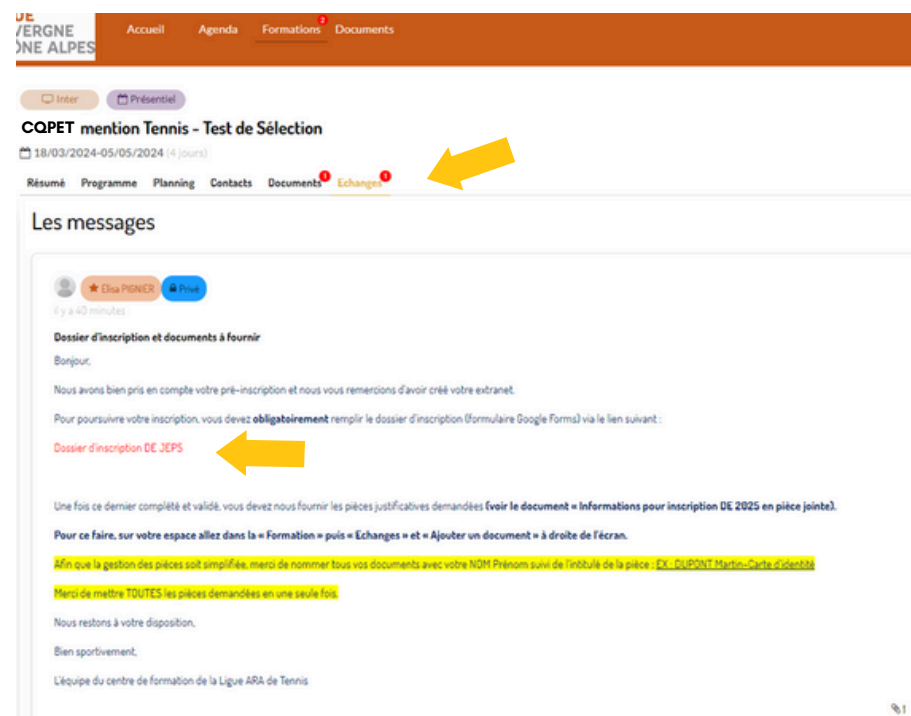 DE
VERGNE
ÔNE ALPES
Accueil Agenda Formations 2 Documents
Inter Présentiel
CQPET mention Tennis - Test de Sélection
18/03/2024-05/05/2024 (4 jours)
Résumé Programme Planning Contacts Documents 1 Echanges 1
Les messages
Elisa PIGNIER Privé
il y a 40 minutes
Dossier d'inscription et documents à fournir
Bonjour,
Nous avons bien pris en compte votre pré-inscription et nous vous remercions d'avoir créé votre extranet.
Pour poursuivre votre inscription, vous devez obligatoirement remplir le dossier d'inscription (formulaire Google Forms) via le lien suivant :
Dossier d'inscription DE JEPS
Une fois ce dernier complété et validé, vous devez nous fournir les pièces justificatives demandées (voir le document « Informations pour inscription DE 2025 en pièce jointe).
Pour ce faire, sur votre espace allez dans la « Formation » puis « Echanges » et « Ajouter un document » à droite de l'écran.
Afin que la gestion des pièces soit simplifiée, merci de nommer tous vos documents avec votre NOM Prénom suivi de l'intitulé de la pièce : EX : DUPONT Martin-Carte d'identité
Merci de mettre TOUTES les pièces demandées en une seule fois.
Nous restons à votre disposition,
Bien sportivement,
L'équipe du centre de formation de la Ligue ARA de Tennis
1